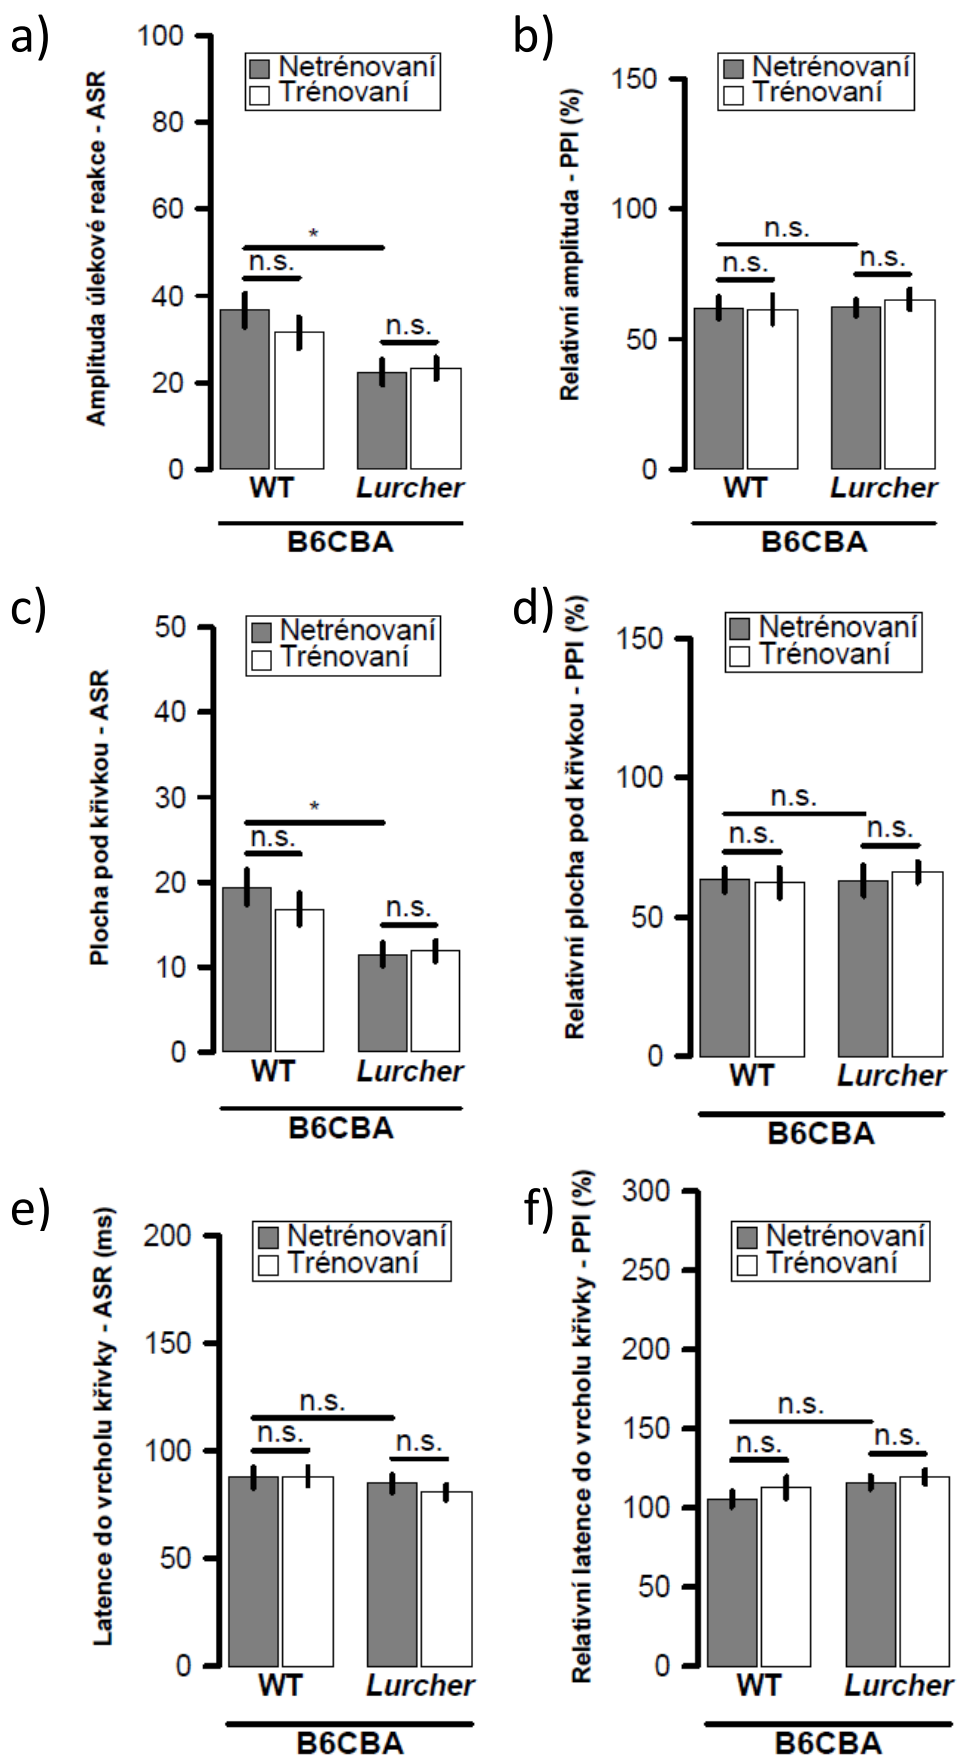 a)
Amplituda úlekové reakce - ASR
100
80
60
40
20
0
Netrénovaní
Trénovaní
*
n.s.
n.s.
WT
Lurcher
B6CBA
b)
Relativní amplituda - PPI (%)
150
100
50
0
Netrénovaní
Trénovaní
n.s.
n.s.
n.s.
WT
Lurcher
B6CBA
c)
Plocha pod křivkou - ASR
50
40
30
20
10
0
Netrénovaní
Trénovaní
*
n.s.
n.s.
WT
Lurcher
B6CBA
d)
Relativní plocha pod křivkou - PPI (%)
150
100
50
0
Netrénovaní
Trénovaní
n.s.
n.s.
n.s.
WT
Lurcher
B6CBA
e)
Latence do vrcholu křivky - ASR (ms)
200
150
100
50
0
Netrénovaní
Trénovaní
n.s.
n.s.
n.s.
WT
Lurcher
B6CBA
f)
Relativní latence do vrcholu křivky - PPI (%)
300
250
200
150
100
50
0
Netrénovaní
Trénovaní
n.s.
n.s.
n.s.
WT
Lurcher
B6CBA